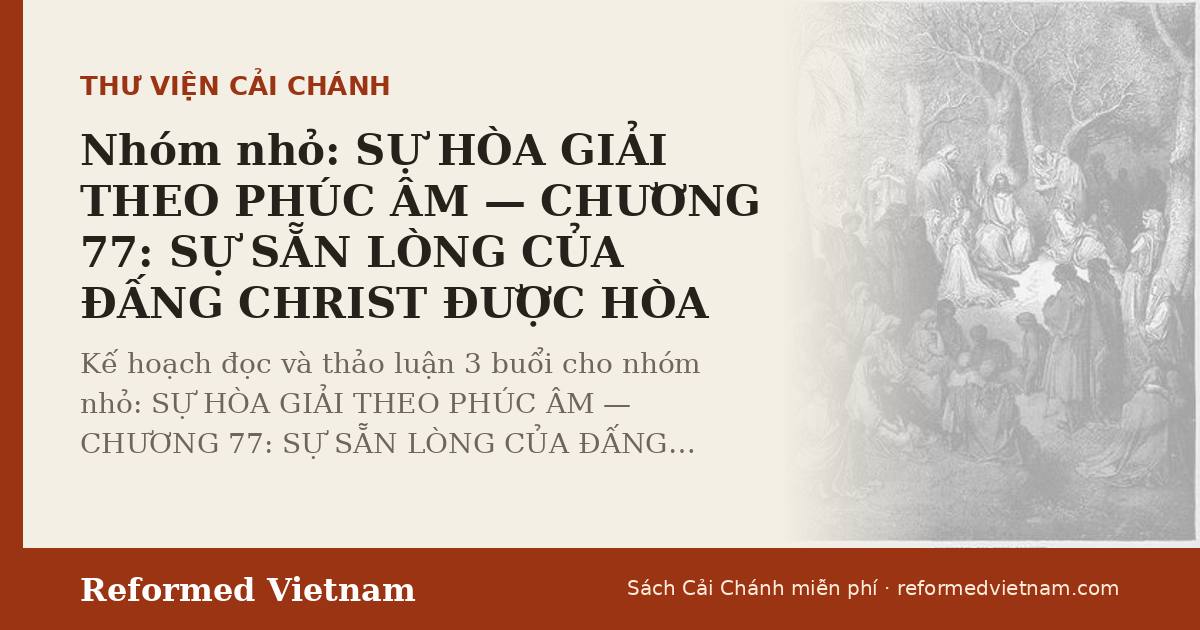 THƯ VIỆN CẢI CHÁNH
Nhóm nhỏ: SỰ HÒA GIẢI
THEO PHÚC ÂM — CHƯƠNG
77: SỰ SẴN LÒNG CỦA
ĐẤNG CHRIST ĐƯỢC HÒA
Kế hoạch đọc và thảo luận 3 buổi cho nhóm
nhỏ: SỰ HÒA GIẢI THEO PHÚC ÂM —
CHƯƠNG 77: SỰ SẴN LÒNG CỦA ĐẤNG...
Reformed Vietnam
Sách Cải Chánh miễn phí · reformedvietnam.com